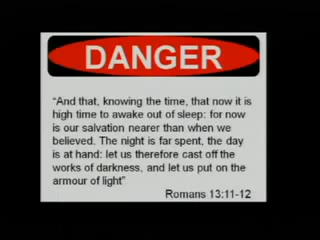 DANGER
“And that, knowing the time, that now it is
high time to awake out of sleep: for now
is our salvation nearer than when we
believed. The night is far spent, the day
is at hand: let us therefore cast off the
works of darkness, and let us put on the
armour of light”
Romans 13:11-12